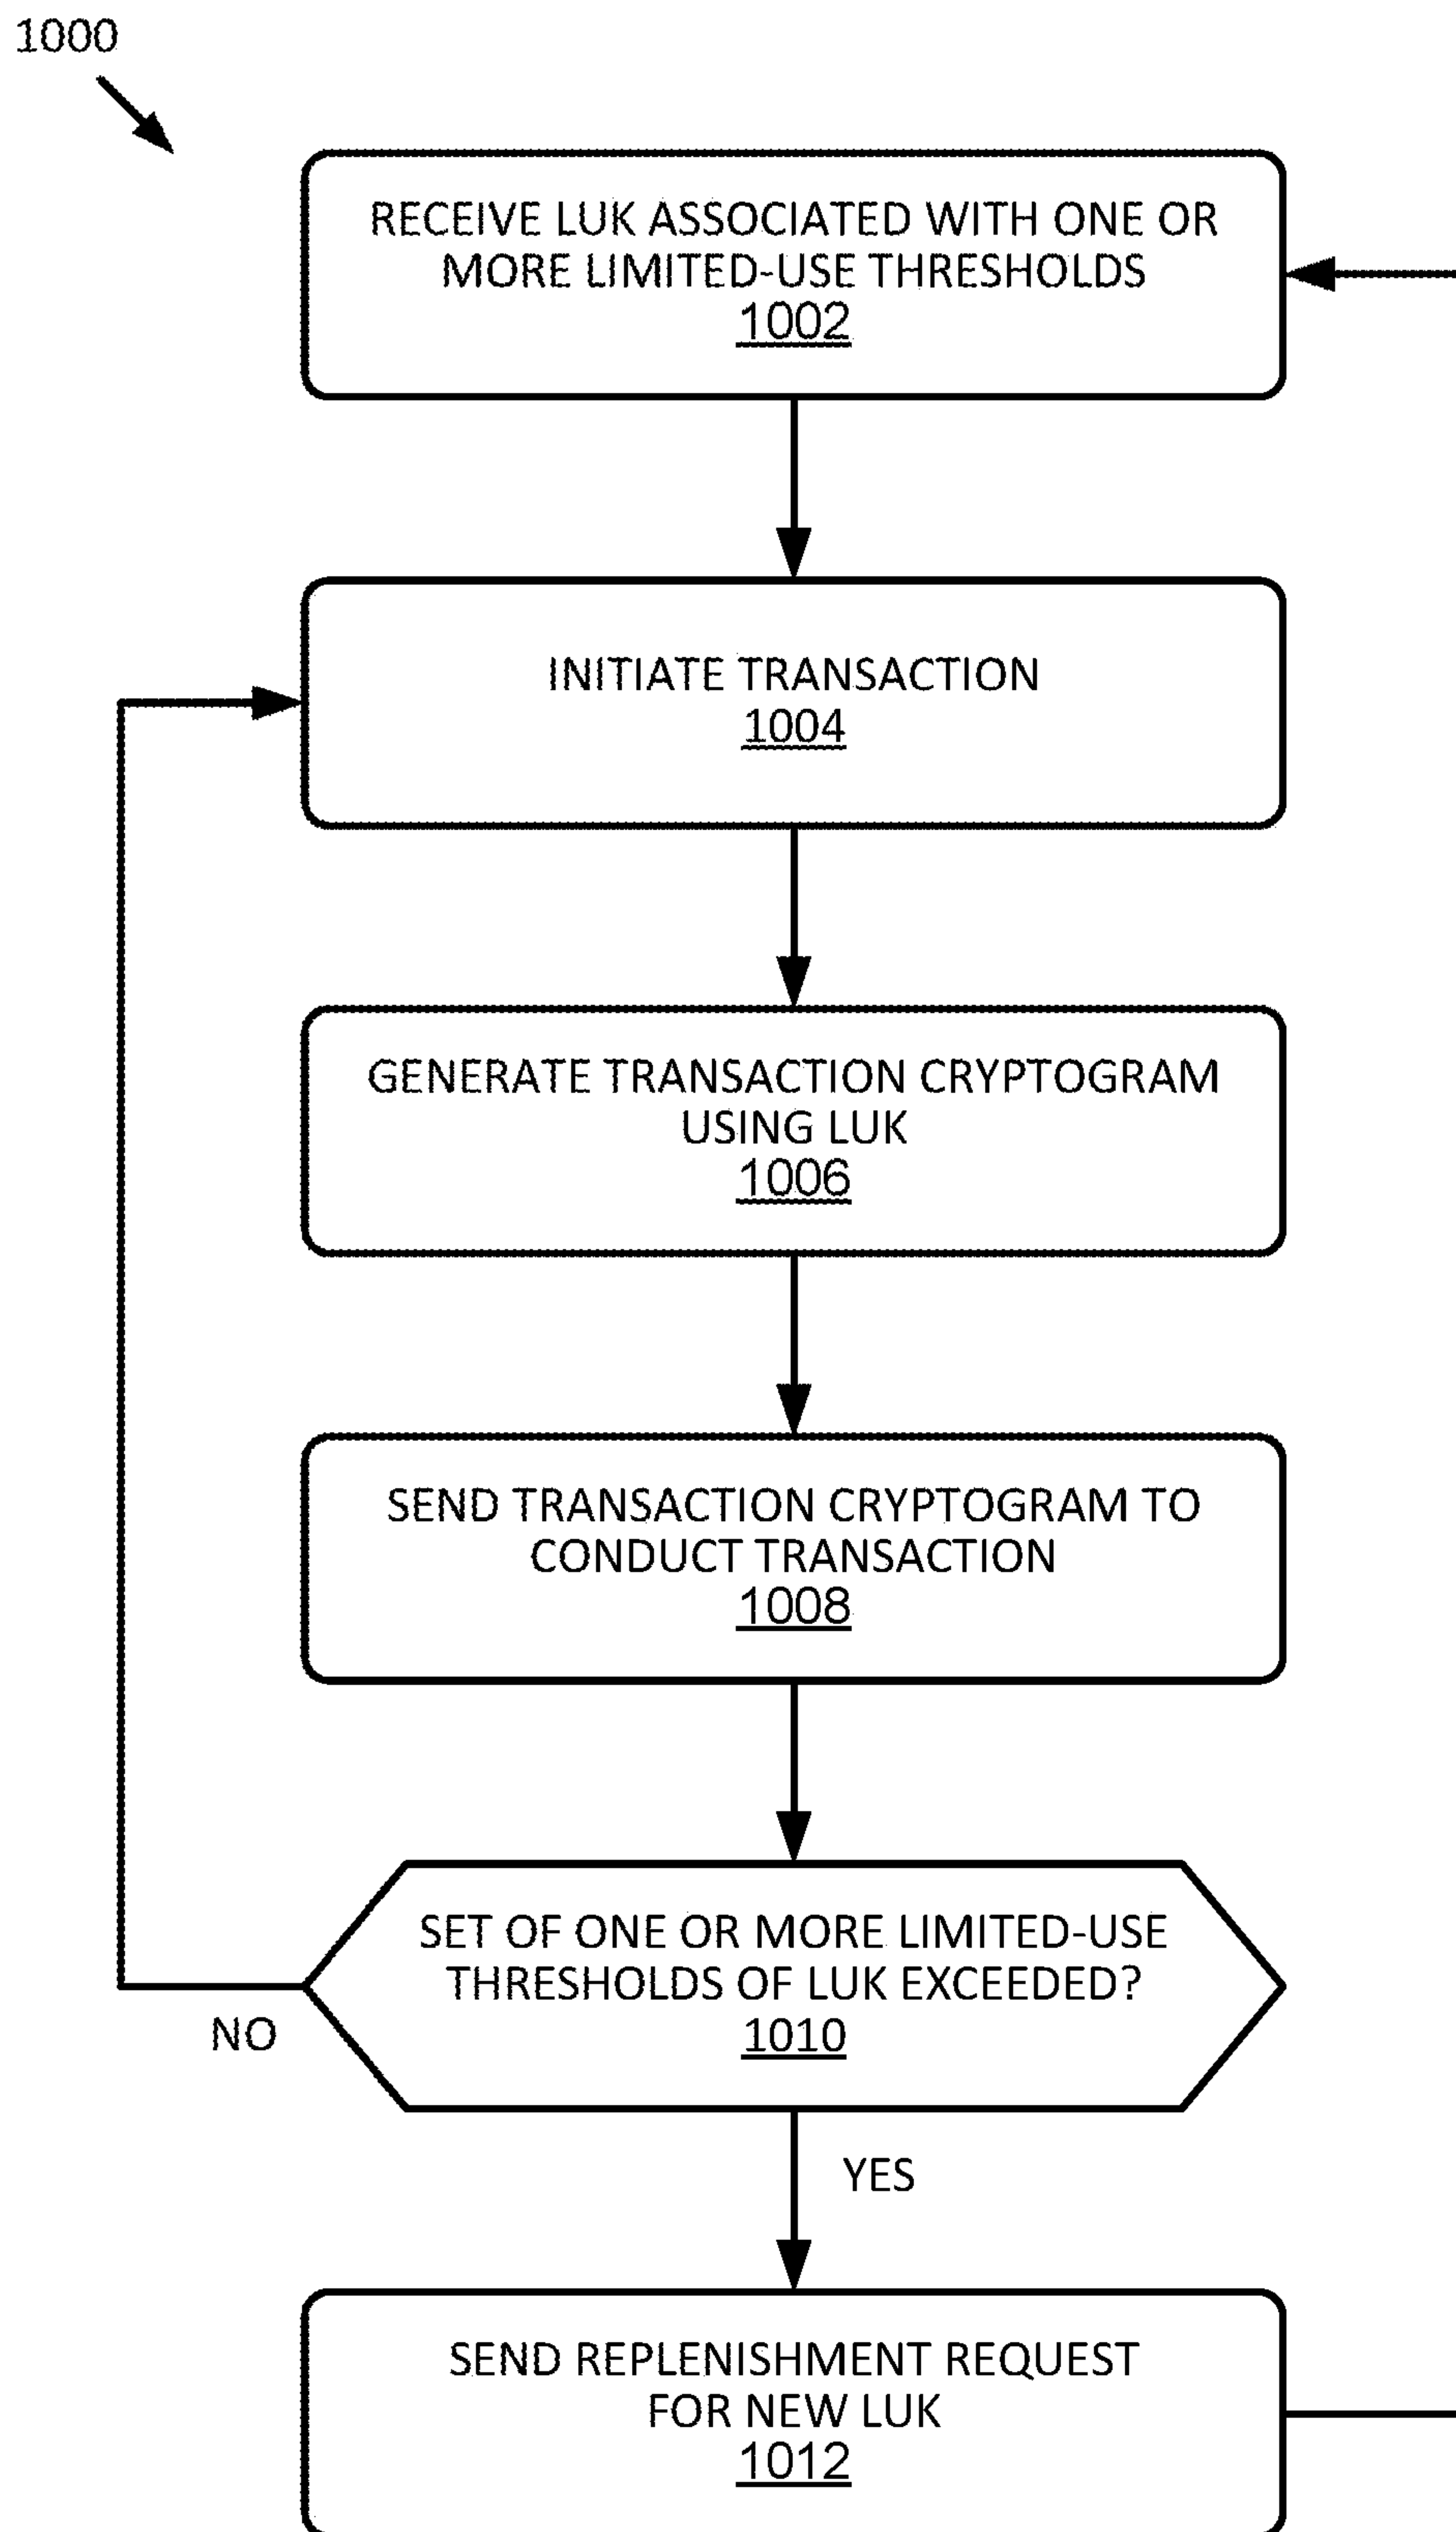 1000
RECEIVE LUK ASSOCIATED WITH ONE OR
MORE LIMITED-USE THRESHOLDS
1002
INITIATE TRANSACTION
1004
GENERATE TRANSACTION CRYPTOGRAM
USING LUK
1006
SEND TRANSACTION CRYPTOGRAM TO
CONDUCT TRANSACTION
1008
SET OF ONE OR MORE LIMITED-USE
THRESHOLDS OF LUK EXCEEDED?
1010
NO
YES
SEND REPLENISHMENT REQUEST
FOR NEW LUK
1012